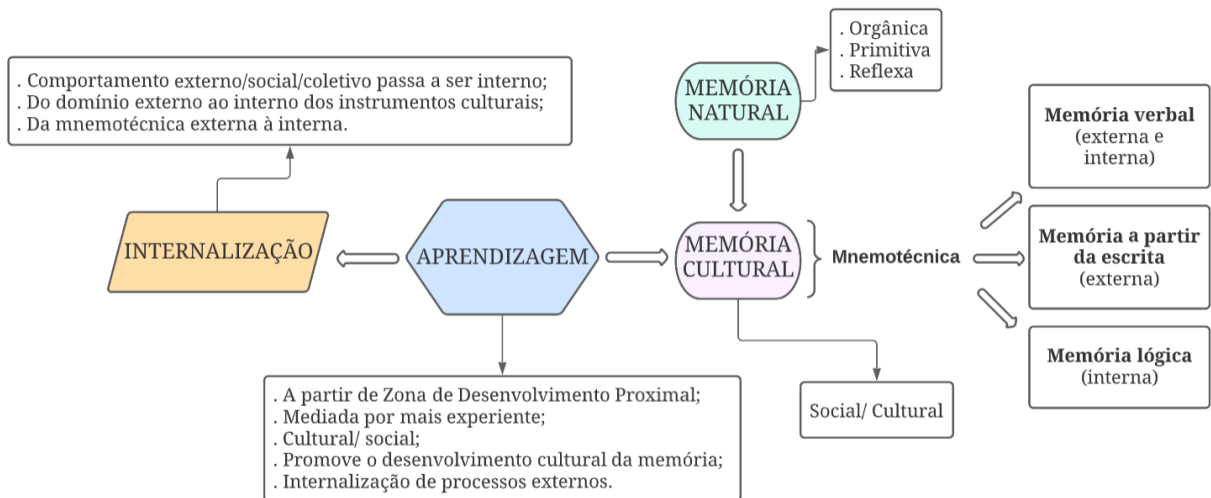 . Comportamento externo/social/coletivo passa a ser interno;
. Do domínio externo ao interno dos instrumentos culturais;
. Da mnemotécnica externa à interna.
INTERNALIZAÇÃO
APRENDIZAGEM
. A partir de Zona de Desenvolvimento Proximal;
. Mediada por mais experiente;
. Cultural/ social;
. Promove o desenvolvimento cultural da memória;
. Internalização de processos externos.
MEMÓRIA
NATURAL
. Orgânica
. Primitiva
. Reflexa
MEMÓRIA
CULTURAL
Social/ Cultural
Mnemotécnica
Memória verbal
(externa e
interna)
Memória a partir
da escrita
(externa)
Memória lógica
(interna)